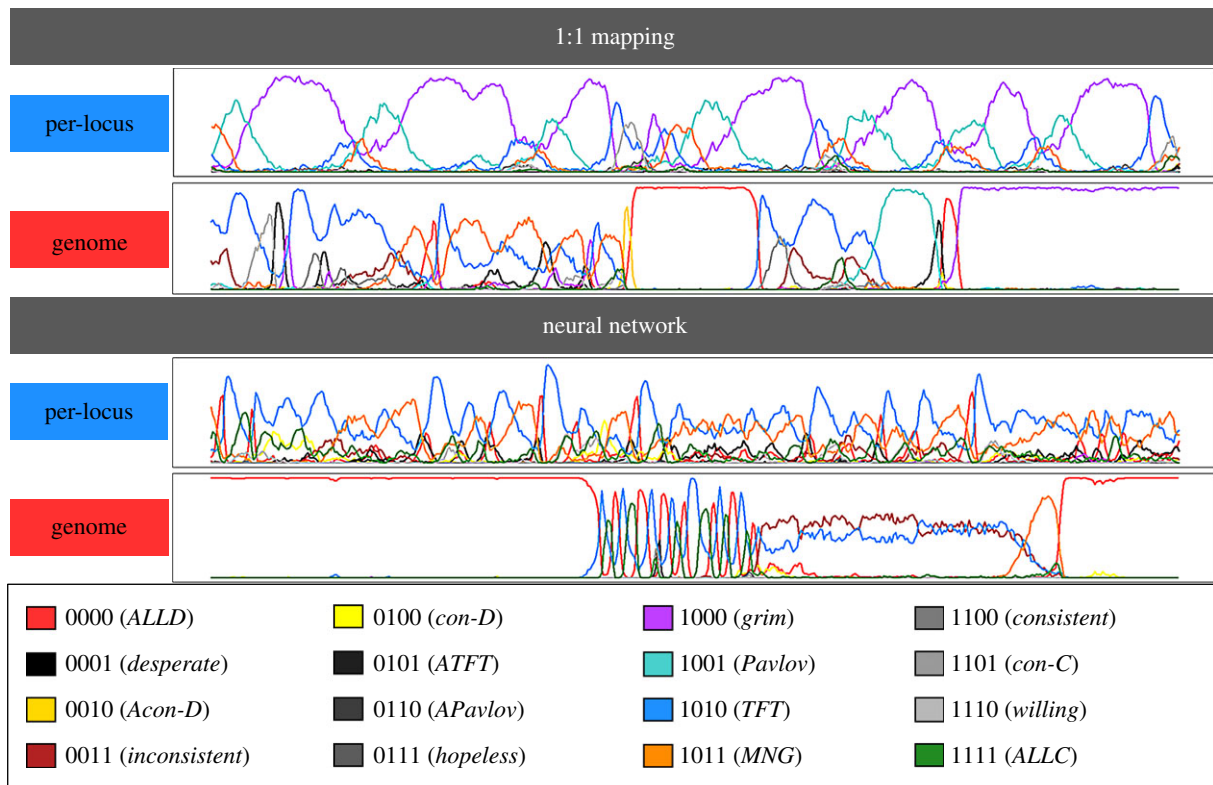 1:1 mapping
per-locus
genome
neural network
per-locus
genome
0000 (ALLD) 0100 (con-D) 1000 (grim) 1100 (consistent)
0001 (desperate) 0101 (ATFT) 1001 (Pavlov) 1101 (con-C)
0010 (Acon-D) 0110 (APavlov) 1010 (TFT) 1110 (willing)
0011 (inconsistent) 0111 (hopeless) 1011 (MNG) 1111 (ALLC)